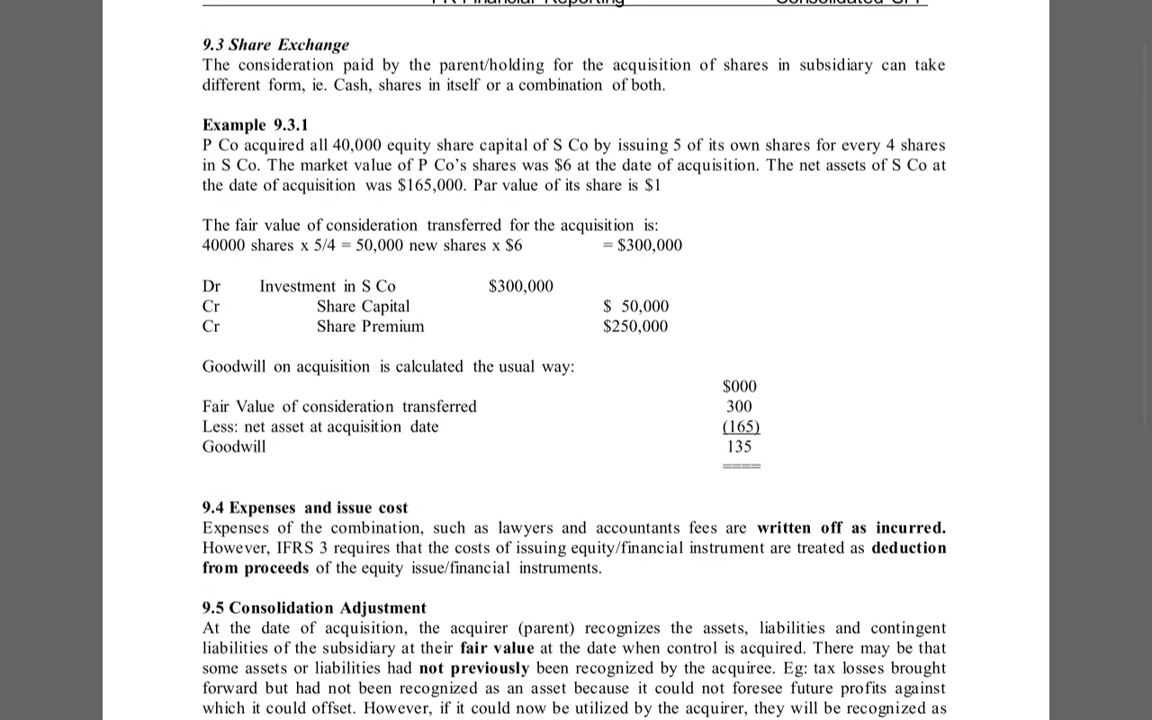 9.3 Share Exchange
The consideration paid by the parent/holding for the acquisition of shares in subsidiary can take
different form, ie. Cash, shares in itself or a combination of both.
Example 9.3.1
P Co acquired all 40,000 equity share capital of S Co by issuing 5 of its own shares for every 4 shares
in S Co. The market value of P Co's shares was $6 at the date of acquisition. The net assets of S Co at
the date of acquisition was $165,000. Par value of its share is $1
The fair value of consideration transferred for the acquisition is:
40000 shares x 5/4 = 50,000 new shares x $6 = $300,000
Dr Investment in S Co $300,000
Cr Share Capital $ 50,000
Cr Share Premium $250,000
Goodwill on acquisition is calculated the usual way:
$000
Fair Value of consideration transferred 300
Less: net asset at acquisition date (165)
Goodwill 135
====
9.4 Expenses and issue cost
Expenses of the combination, such as lawyers and accountants fees are written off as incurred.
However, IFRS 3 requires that the costs of issuing equity/financial instrument are treated as deduction
from proceeds of the equity issue/financial instruments.
9.5 Consolidation Adjustment
At the date of acquisition, the acquirer (parent) recognizes the assets, liabilities and contingent
liabilities of the subsidiary at their fair value at the date when control is acquired. There may be that
some assets or liabilities had not previously been recognized by the acquiree. Eg: tax losses brought
forward but had not been recognized as an asset because it could not foresee future profits against
which it could offset. However, if it could now be utilized by the acquirer, they will be recognized as